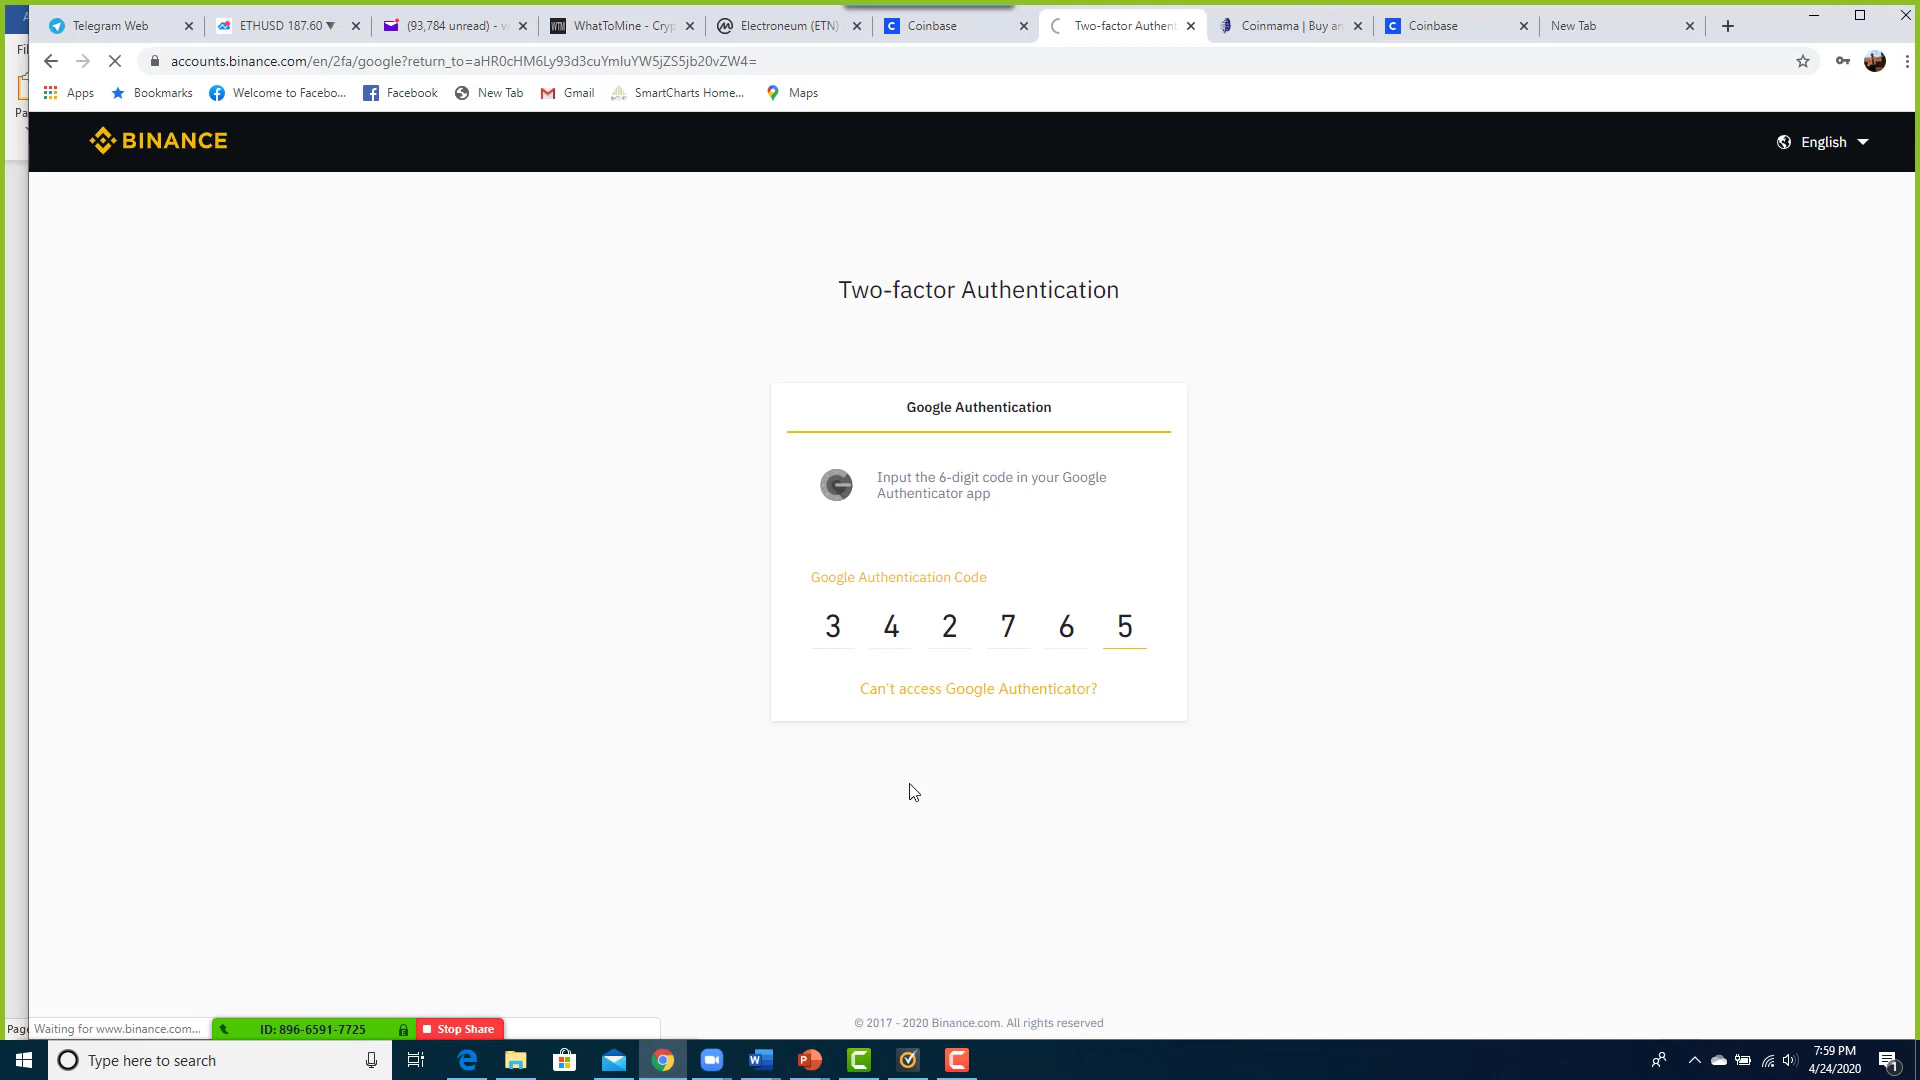 Telegram Web
ETHUSD 187.60 ▼
(93,784 unread) - v
WhatToMine - Cryp
Electroneum (ETN)
Coinbase
Two-factor Authent
Coinmama | Buy an
Coinbase
New Tab
accounts.binance.com/en/2fa/google?return_to=aHR0cHM6Ly93d3cuYmluYW5jZS5jb20vZW4=
Fil
Apps
Bookmarks
Welcome to Facebo...
Facebook
New Tab
Gmail
SmartCharts Home...
Maps
Pa
BINANCE
English
Two-factor Authentication
Google Authentication
Input the 6-digit code in your Google
Authenticator app
Google Authentication Code
3 4 2 7 6 5
Can't access Google Authenticator?
© 2017 - 2020 Binance.com. All rights reserved
Page
Waiting for www.binance.com...
ID: 896-6591-7725
Stop Share
Type here to search
7:59 PM
4/24/2020
1